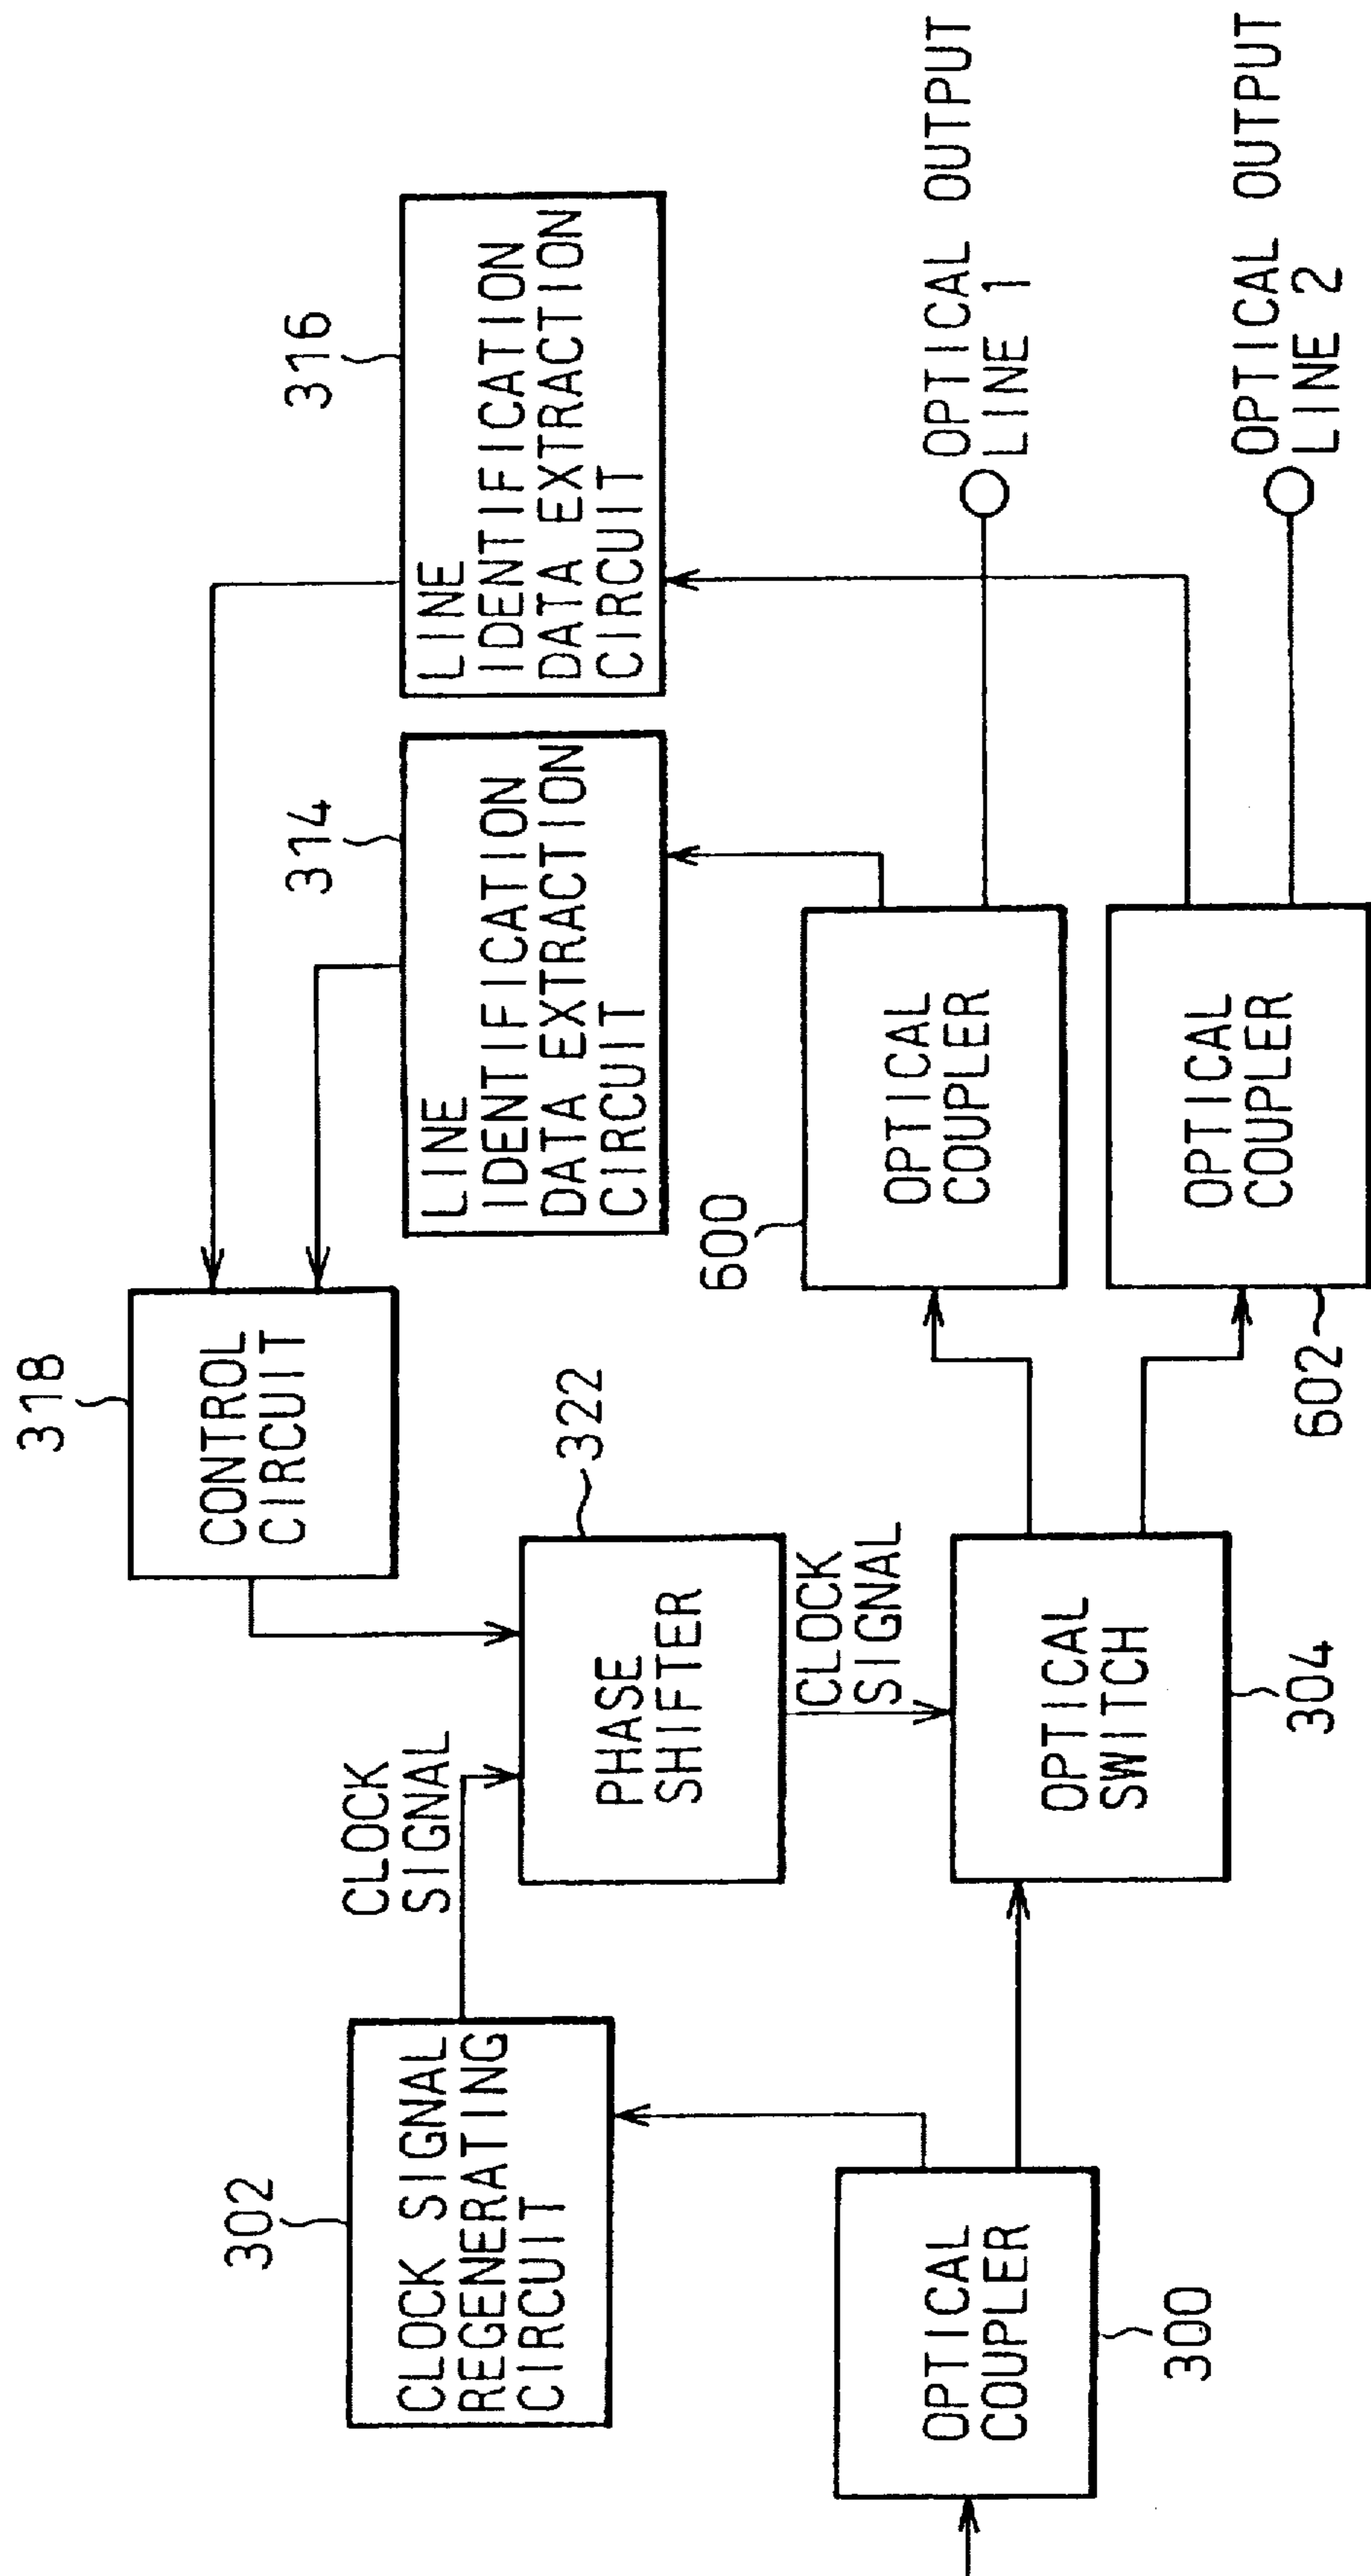 318
CONTROL
CIRCUIT
316
LINE
IDENTIFICATION
DATA EXTRACTION
CIRCUIT
314
LINE
IDENTIFICATION
DATA EXTRACTION
CIRCUIT
302
CLOCK SIGNAL
REGENERATING
CIRCUIT
CLOCK
SIGNAL
322
PHASE
SHIFTER
CLOCK
SIGNAL
600
OPTICAL
COUPLER
OPTICAL OUTPUT
LINE 1
300
OPTICAL
COUPLER
304
OPTICAL
SWITCH
602
OPTICAL
COUPLER
OPTICAL OUTPUT
LINE 2